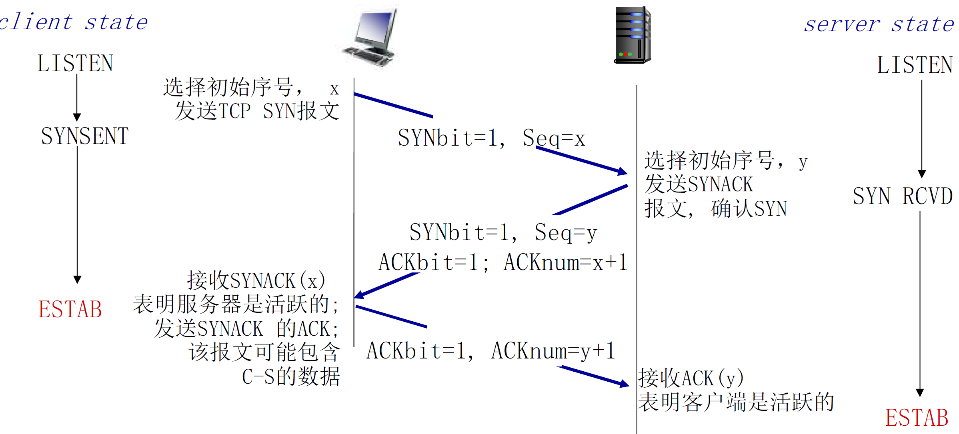 client state
server state
LISTEN
LISTEN
选择初始序号， x
发送TCP SYN报文
SYNSENT
SYNbit=1, Seq=x
选择初始序号，y
发送SYNACK
报文, 确认SYN
SYN RCVD
SYNbit=1, Seq=y
ACKbit=1; ACKnum=x+1
接收SYNACK(x)
表明服务器是活跃的;
发送SYNACK 的ACK;
该报文可能包含
C-S的数据
ESTAB
ACKbit=1, ACKnum=y+1
接收ACK(y)
表明客户端是活跃的
ESTAB